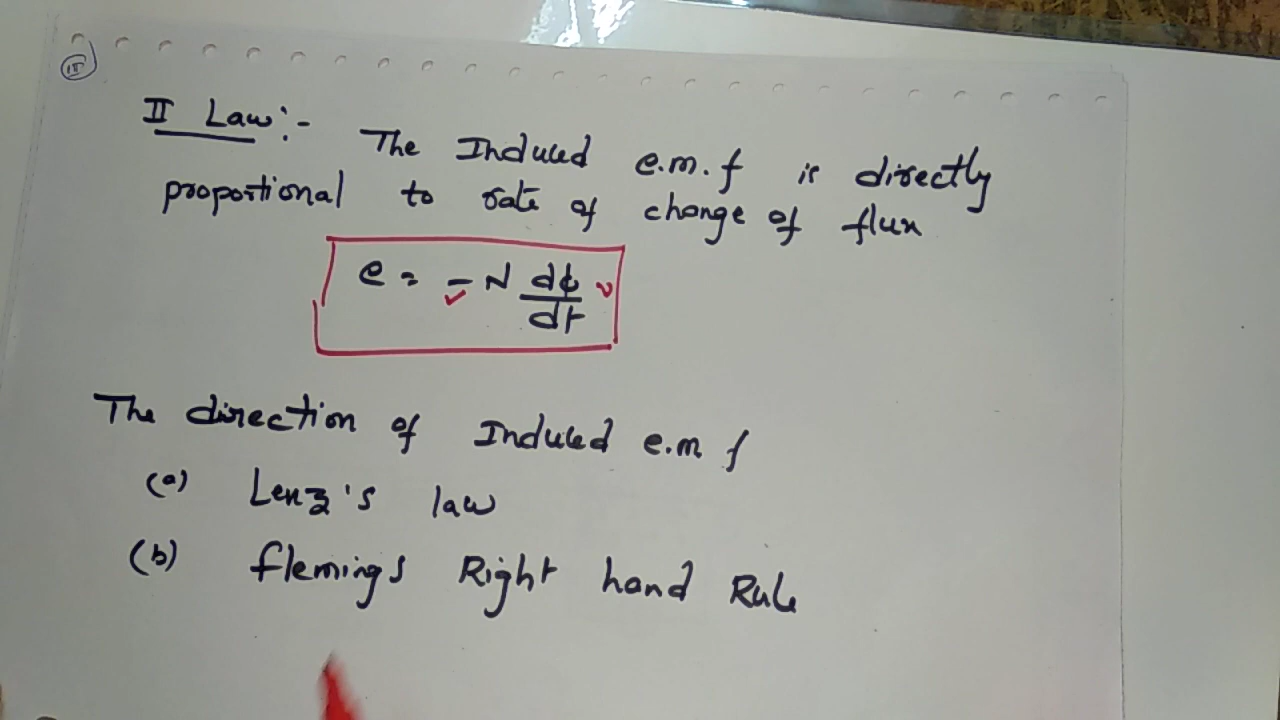 III
II Law:- The Induced e.m.f is directly
proportional to rate of change of flux
e = - N dϕ/dt
The direction of Induced e.m f
(a) Lenz's law
(b) flemings Right hand Rule